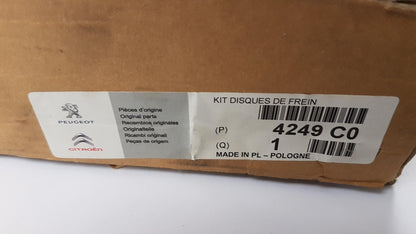 PEUGEOT
CITROËN
Pièces d'origine
Original parts
Recambios originales
Originalteile
Ricambi originali
Peças de origem
KIT DISQUES DE FREIN
(P) 4249 C0
(Q) 1
MADE IN PL - POLOGNE